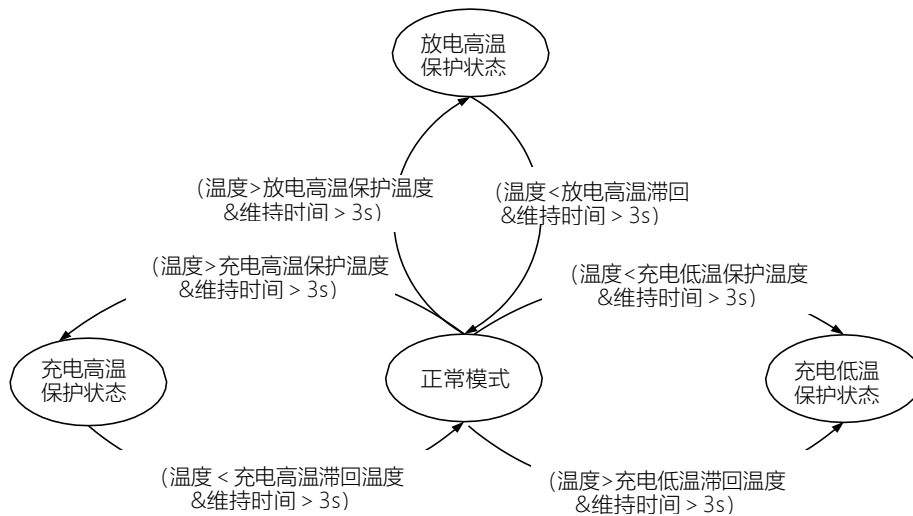 放电高温
保护状态
(温度>放电高温保护温度
&维持时间 > 3s)
(温度<放电高温滞回
&维持时间 > 3s)
(温度>充电高温保护温度
&维持时间 > 3s)
(温度<充电低温保护温度
&维持时间 > 3s)
充电高温
保护状态
正常模式
充电低温
保护状态
(温度 < 充电高温滞回温度
&维持时间 > 3s)
(温度>充电低温滞回温度
&维持时间 > 3s)